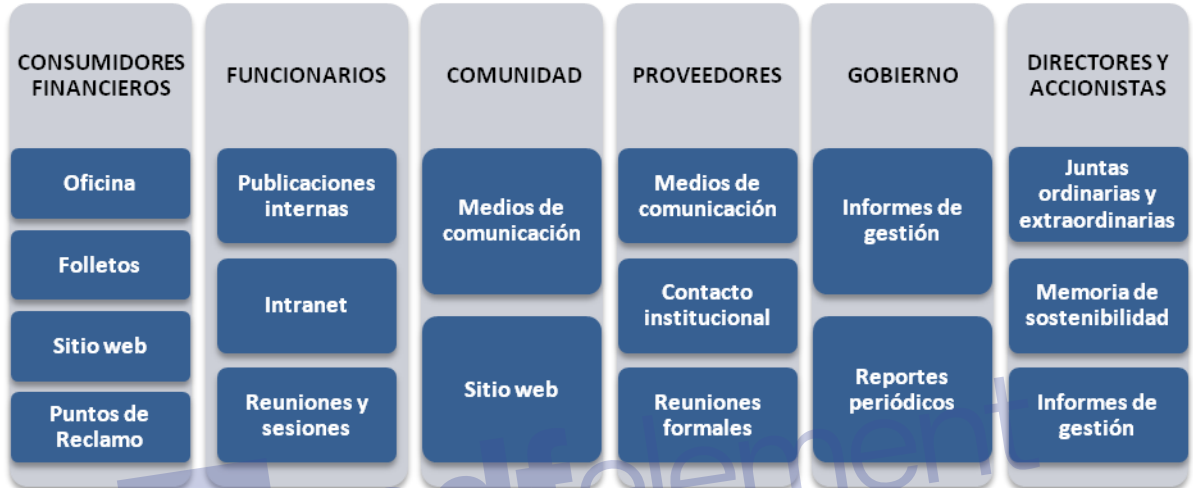 CONSUMIDORES
FINANCIEROS
Oficina
Folletos
Sitio web
Puntos de
Reclamo
FUNCIONARIOS
Publicaciones
internas
Intranet
Reuniones y
sesiones
COMUNIDAD
Medios de
comunicación
Sitio web
PROVEEDORES
Medios de
comunicación
Contacto
institucional
Reuniones
formales
GOBIERNO
Informes de
gestión
Reportes
periódicos
DIRECTORES Y
ACCIONISTAS
Juntas
ordinarias y
extraordinarias
Memoria de
sostenibilidad
Informes de
gestión